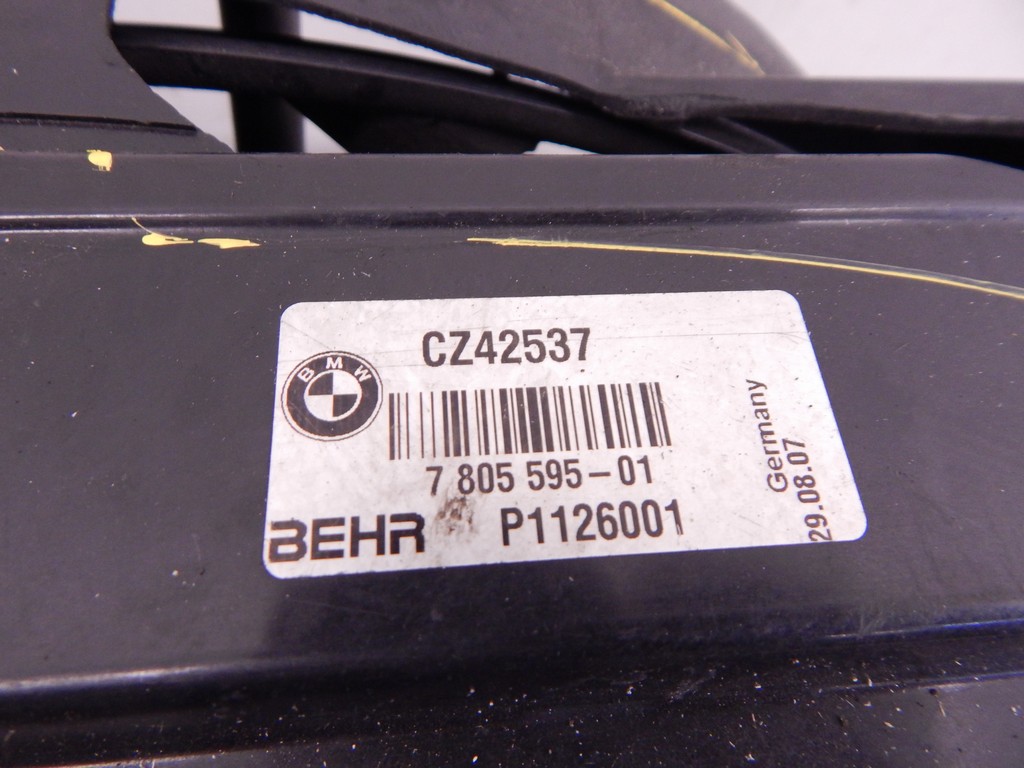 CZ42537
BMW
7 805 595-01
BEHR P1126001
Germany
29.08.07